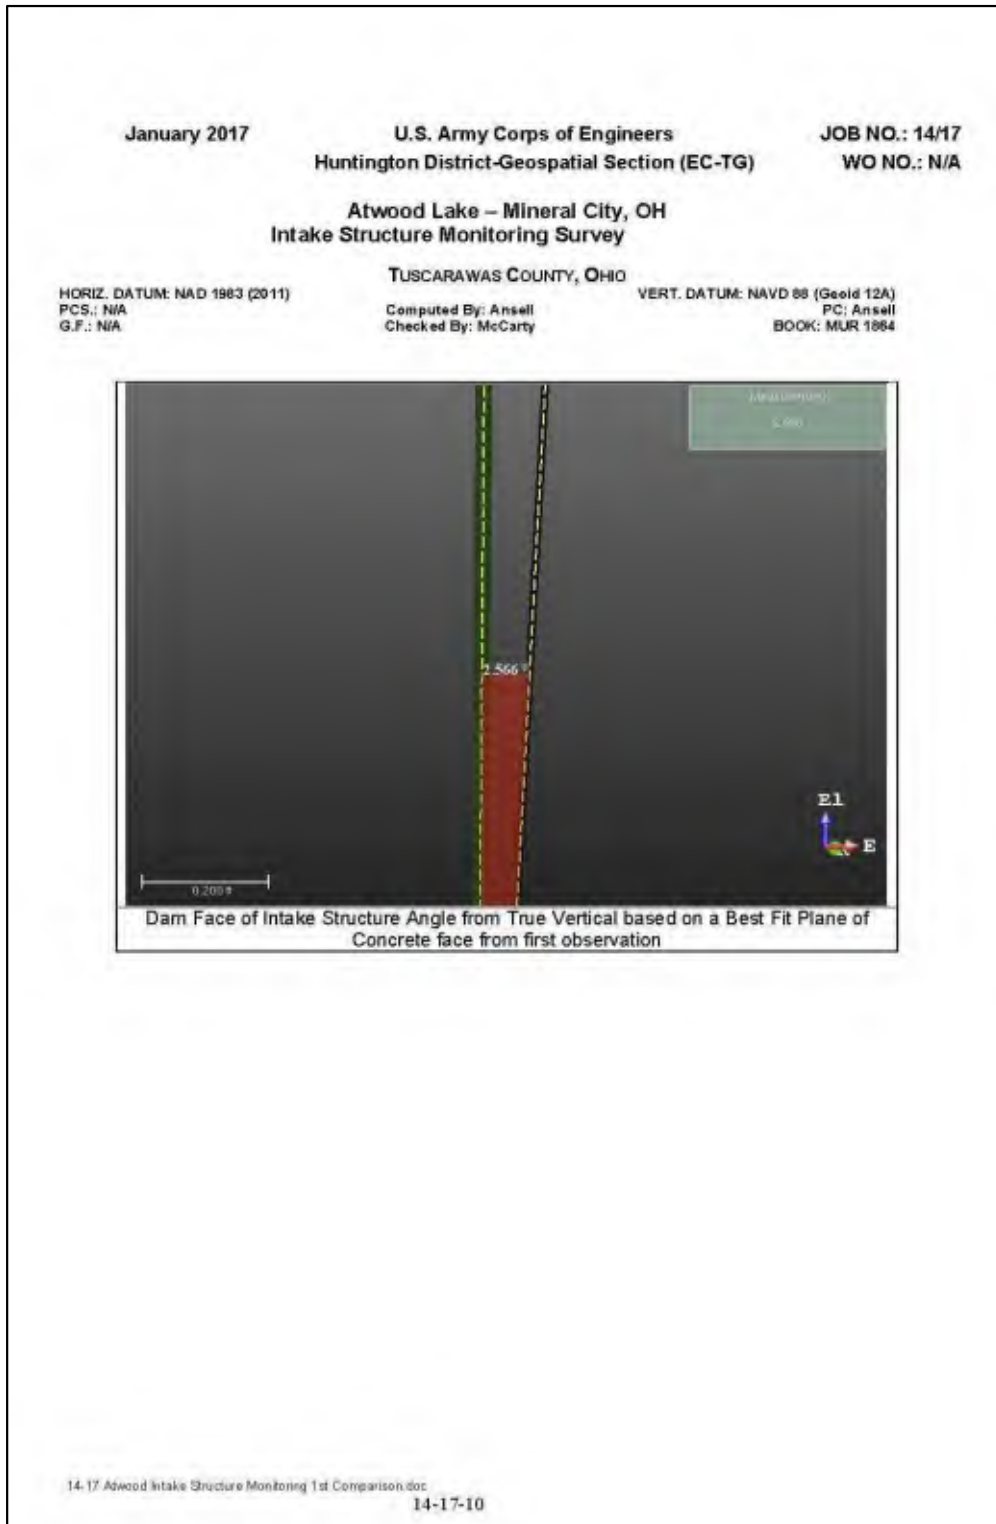 January 2017 U.S. Army Corps of Engineers JOB NO.: 14/17
Huntington District-Geospatial Section (EC-TG) WO NO.: N/A
Atwood Lake – Mineral City, OH
Intake Structure Monitoring Survey
TUSCARAWAS COUNTY, OHIO
HORIZ. DATUM: NAD 1983 (2011) VERT. DATUM: NAVD 88 (Geoid 12A)
PCS.: N/A Computed By: Ansell PC: Ansell
G.F.: N/A Checked By: McCarty BOOK: MUR 1864
2.566 °
El
E
0.200 ft
Dam Face of Intake Structure Angle from True Vertical based on a Best Fit Plane of
Concrete face from first observation
14-17 Atwood Intake Structure Monitoring 1st Comparison.doc
14-17-10